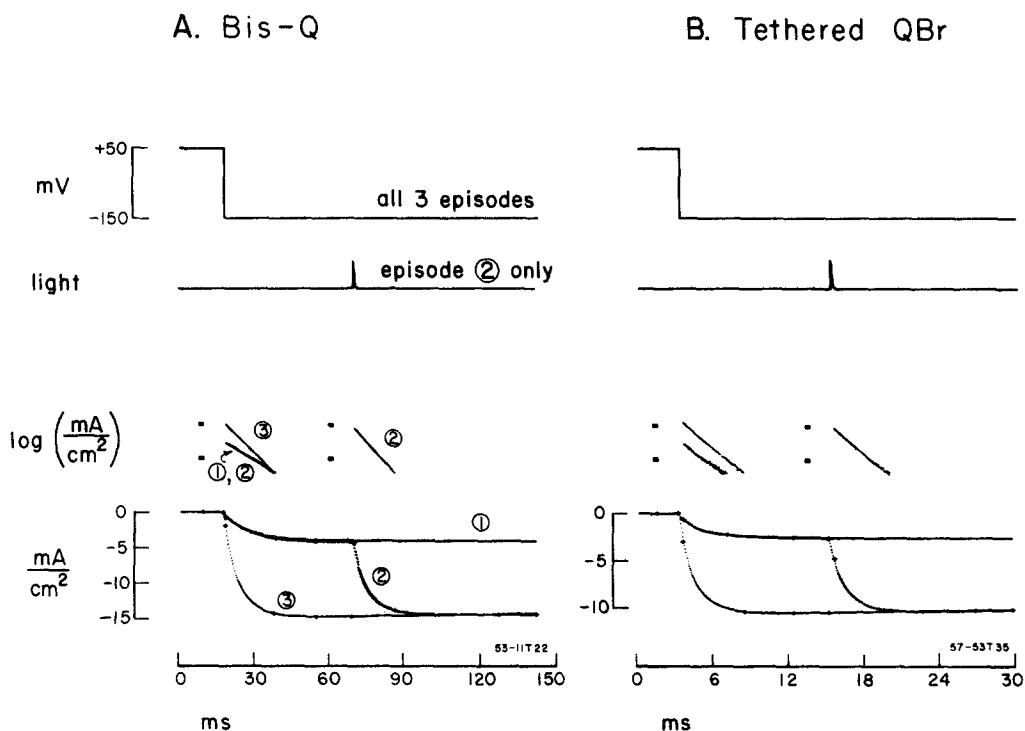 A. Bis-Q
B. Tethered QBr
+50
mV
-150
all 3 episodes
light
episode ② only
log (mA/cm²)
③
①, ②
②
0
-5
-10
-15
mA/cm²
①
②
③
53-11T22
0 30 60 90 120 150
ms
0
-5
-10
57-53T35
0 6 12 18 24 30
ms